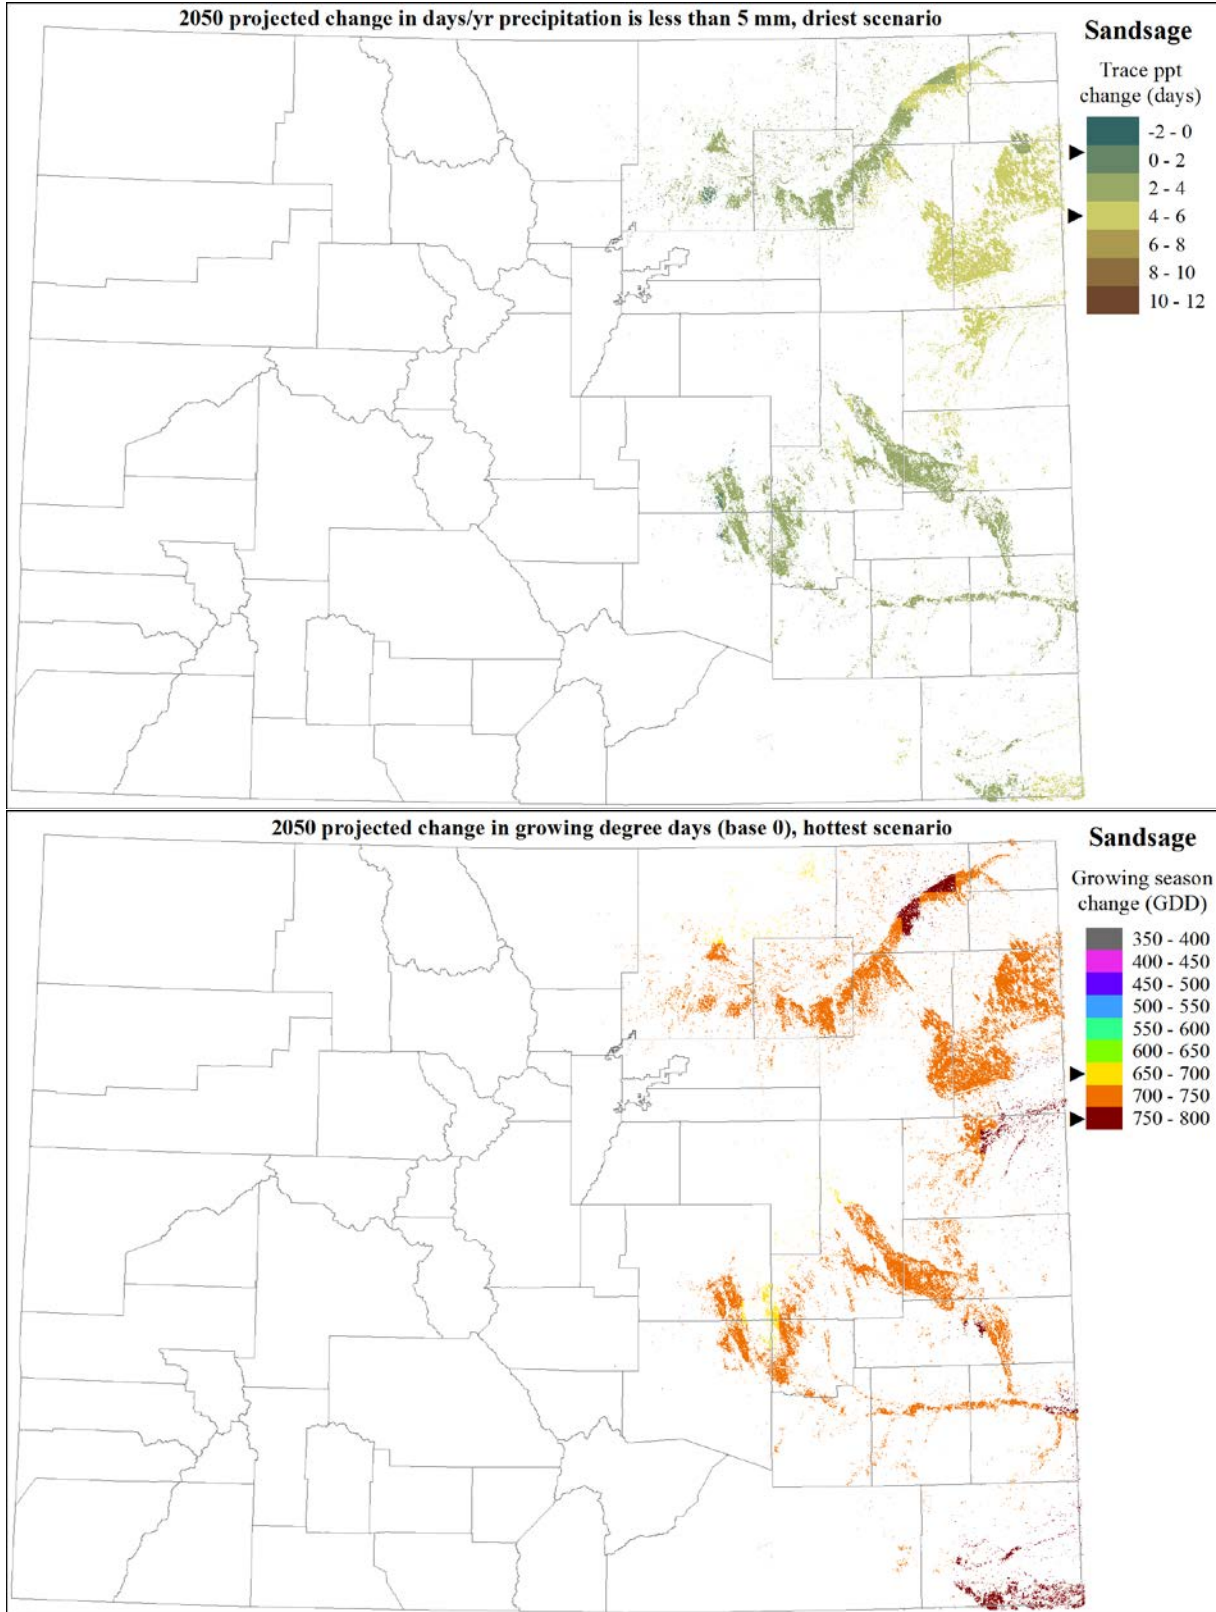 2050 projected change in days/yr precipitation is less than 5 mm, driest scenario
Sandsage
Trace ppt
change (days)
-2 - 0
0 - 2
2 - 4
4 - 6
6 - 8
8 - 10
10 - 12
2050 projected change in growing degree days (base 0), hottest scenario
Sandsage
Growing season
change (GDD)
350 - 400
400 - 450
450 - 500
500 - 550
550 - 600
600 - 650
650 - 700
700 - 750
750 - 800